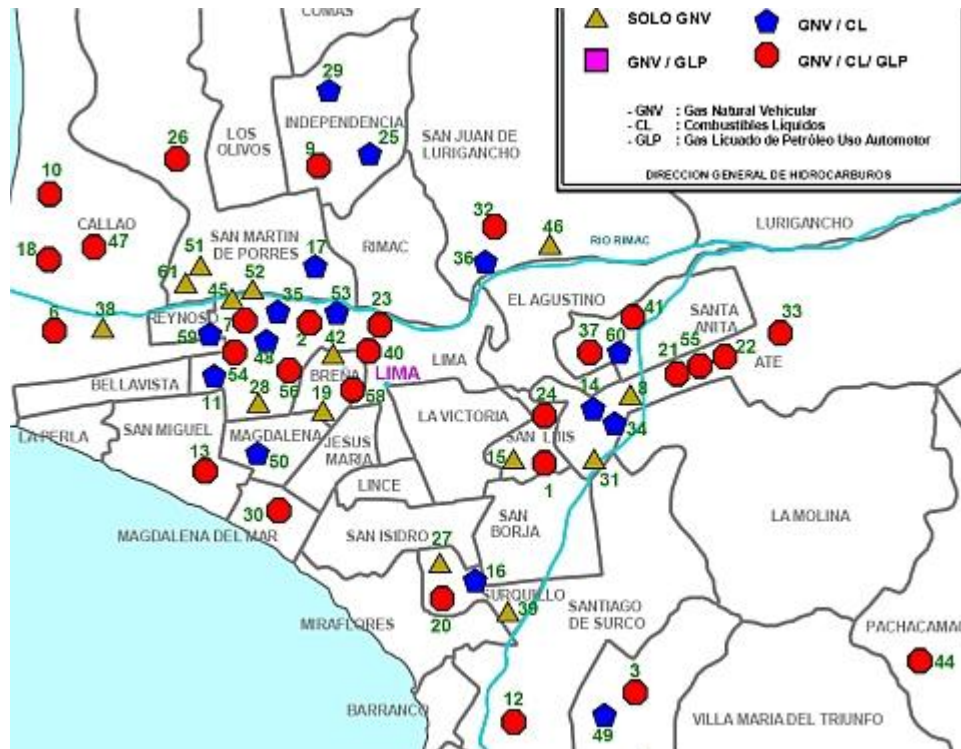 COMAS
SOLO GNV
GNV / CL
GNV / GLP
GNV / CL/ GLP
- GNV : Gas Natural Vehicular
- CL : Combustibles Líquidos
- GLP : Gas Licuado de Petróleo Uso Automotor
DIRECCION GENERAL DE HIDROCARBUROS
29
INDEPENDENCIA
25
9
26
LOS
OLIVOS
SAN JUAN DE
LURIGANCHO
10
CALLAO
47
18
32
46
LURIGANCHO
RIO RIMAC
36
51
SAN MARTIN
DE PORRES
17
RIMAC
61
52
45
35
53
23
6
38
REYNOSO
7
2
59
48
42
40
EL AGUSTINO
41
SANTA
ANITA
33
37
60
21
55
22
ATE
LIMA
BREÑA
LIMA
BELLAVISTA
54
11
28
56
19
58
LA VICTORIA
24
14
8
34
LA PERLA
SAN MIGUEL
MAGDALENA
JESUS
MARIA
SAN LUIS
13
50
15
1
31
LINCE
30
MAGDALENA DEL MAR
SAN ISIDRO
SAN
BORJA
LA MOLINA
27
16
SURQUILLO
20
39
MIRAFLORES
SANTIAGO
DE SURCO
PACHACAMAC
44
BARRANCO
12
3
49
VILLA MARIA DEL TRIUNFO